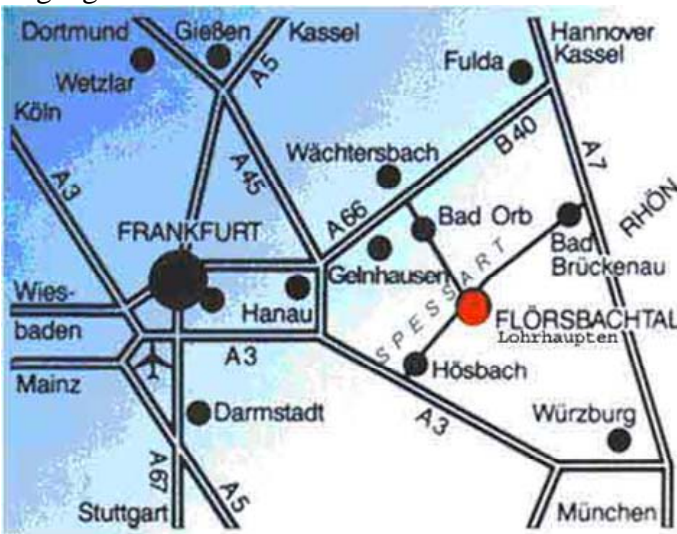 Dortmund
Gießen
Kassel
Hannover
Kassel
Wetzlar
A5
Fulda
Köln
B40
A3
A45
Wächtersbach
A7
A66
RHÖN
FRANKFURT
Bad Orb
Bad
Brückenau
Gelnhausen
SPESSART
Wies-
baden
Hanau
FLÖRSBACHTAL
Lohrhaupten
A3
Mainz
Hösbach
Darmstadt
A3
Würzburg
A67
A5
Stuttgart
München